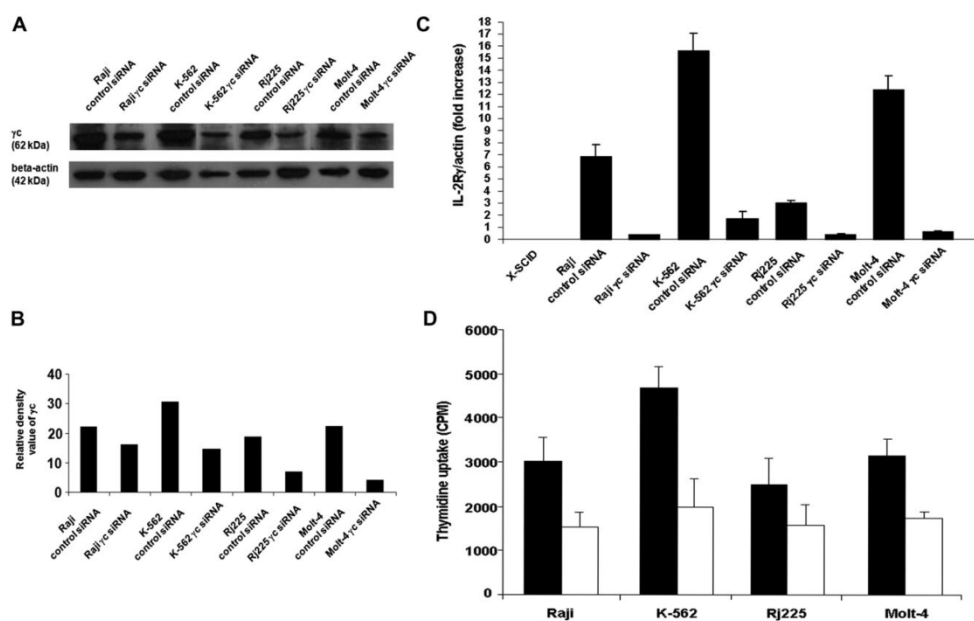 A
Raji
control siRNA
Raji γc siRNA
K-562
control siRNA
K-562 γc siRNA
Rj225
control siRNA
Rj225 γc siRNA
Molt-4
control siRNA
Molt-4 γc siRNA
γc
(62 kDa)
beta-actin
(42 kDa)
B
Relative density
value of γc
40
30
20
10
0
Raji
control siRNA
Raji γc siRNA
K-562
control siRNA
K-562 γc siRNA
Rj225
control siRNA
Rj225 γc siRNA
Molt-4
control siRNA
Molt-4 γc siRNA
C
IL-2Rγ/actin (fold increase)
18
17
16
15
14
13
12
11
10
9
8
7
6
5
4
3
2
1
0
X-SCID
Raji
control siRNA
Raji γc siRNA
K-562
control siRNA
K-562 γc siRNA
Rj225
control siRNA
Rj225 γc siRNA
Molt-4
control siRNA
Molt-4 γc siRNA
D
Thymidine uptake (CPM)
6000
5000
4000
3000
2000
1000
0
Raji
K-562
Rj225
Molt-4